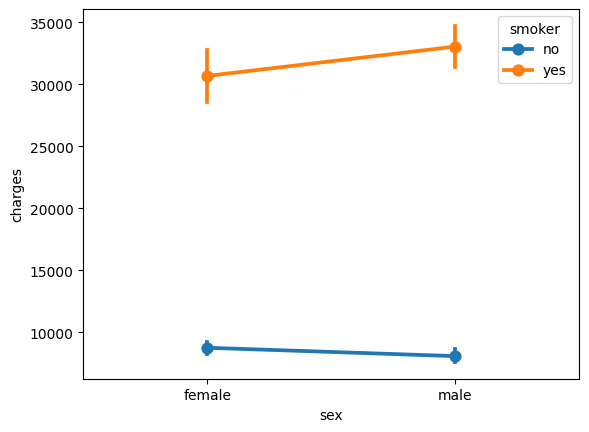 35000
30000
25000
20000
15000
10000
charges
smoker
no
yes
female
male
sex